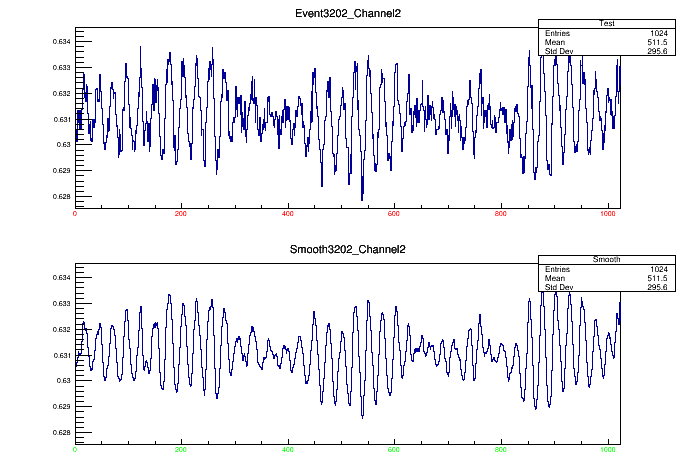 Event3202_Channel2
Test
Entries 1024
Mean 511.5
Std Dev 295.6
0.634
0.633
0.632
0.631
0.63
0.629
0.628
0 200 400 600 800 1000
Smooth3202_Channel2
Smooth
Entries 1024
Mean 511.5
Std Dev 295.6
0.634
0.633
0.632
0.631
0.63
0.629
0.628
0 200 400 600 800 1000